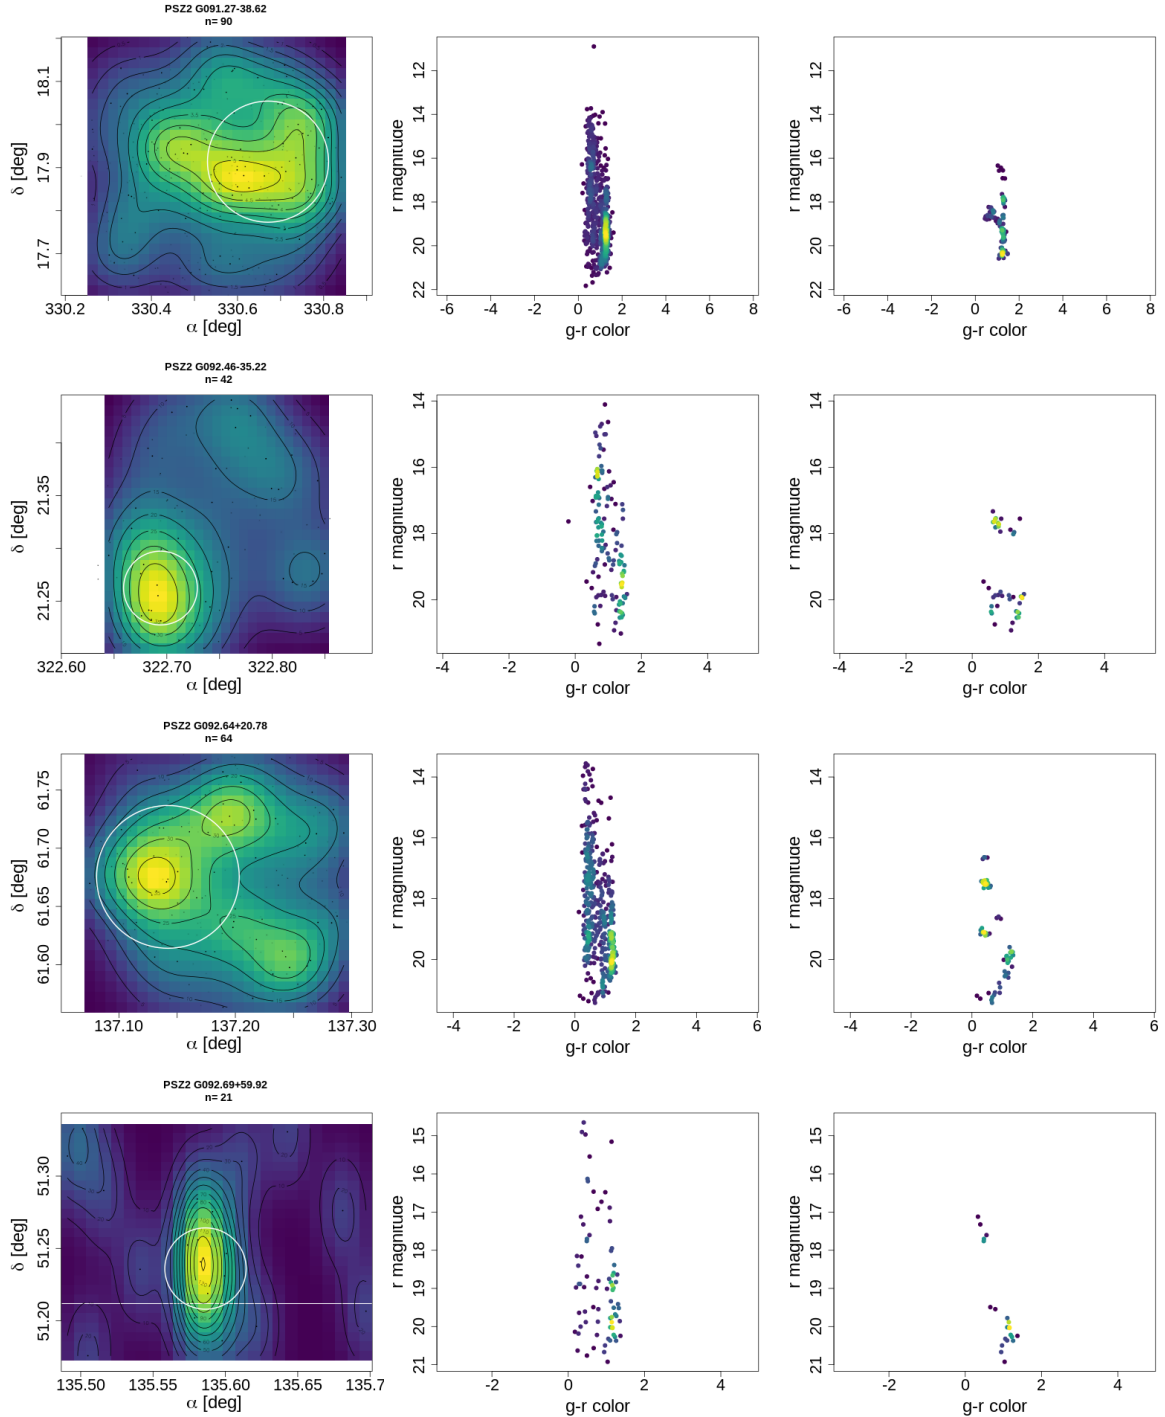 PSZ2 G091.27-38.62
n= 90
18.1
17.9
17.7
δ [deg]
330.2 330.4 330.6 330.8
α [deg]
12
14
16
18
20
22
r magnitude
-6 -4 -2 0 2 4 6 8
g-r color
12
14
16
18
20
22
r magnitude
-6 -4 -2 0 2 4 6 8
g-r color
PSZ2 G092.46-35.22
n= 42
21.35
21.25
δ [deg]
322.60 322.70 322.80
α [deg]
14
16
18
20
r magnitude
-4 -2 0 2 4
g-r color
14
16
18
20
r magnitude
-4 -2 0 2 4
g-r color
PSZ2 G092.64+20.78
n= 64
61.75
61.70
61.65
61.60
δ [deg]
137.10 137.20 137.30
α [deg]
14
16
18
20
r magnitude
-4 -2 0 2 4 6
g-r color
14
16
18
20
r magnitude
-4 -2 0 2 4 6
g-r color
PSZ2 G092.69+59.92
n= 21
51.30
51.25
51.20
δ [deg]
135.50 135.55 135.60 135.65 135.7
α [deg]
15
16
17
18
19
20
21
r magnitude
-2 0 2 4
g-r color
15
16
17
18
19
20
21
r magnitude
-2 0 2 4
g-r color